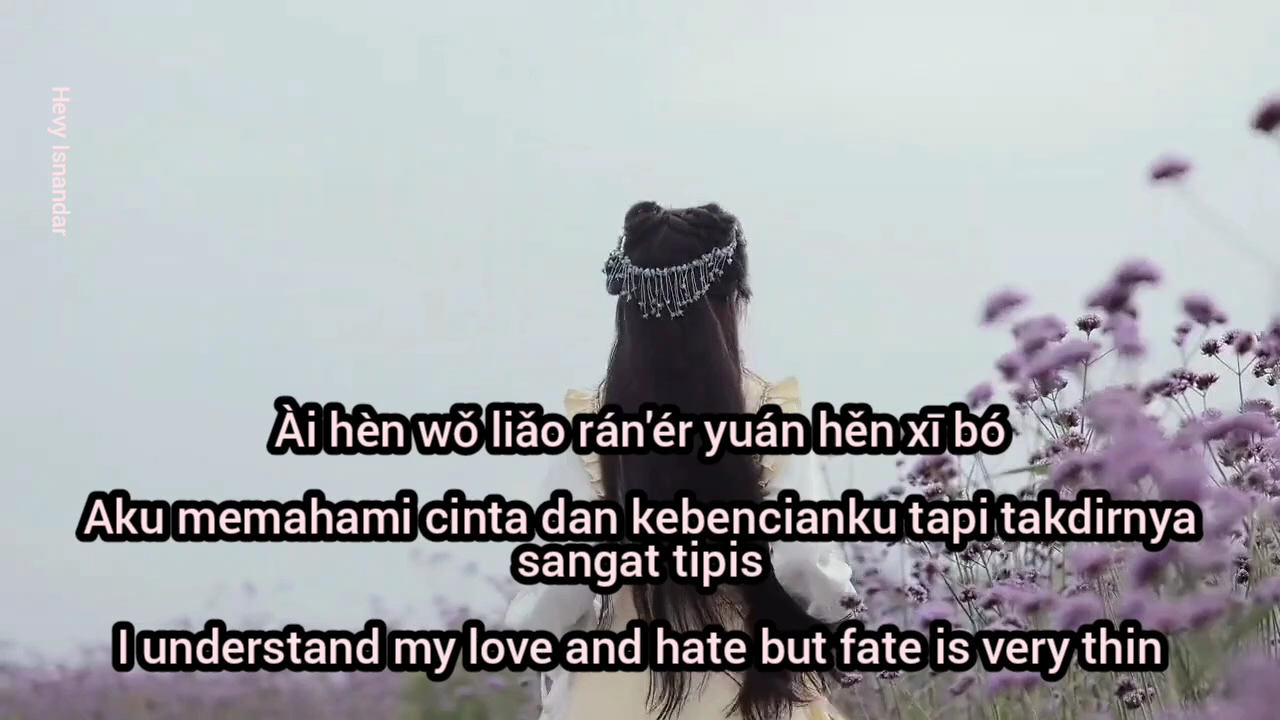 Hevy Isnandar
Ài hèn wǒ liǎo rán'ér yuán hěn xī bó
Aku memahami cinta dan kebencianku tapi takdirnya
sangat tipis
I understand my love and hate but fate is very thin